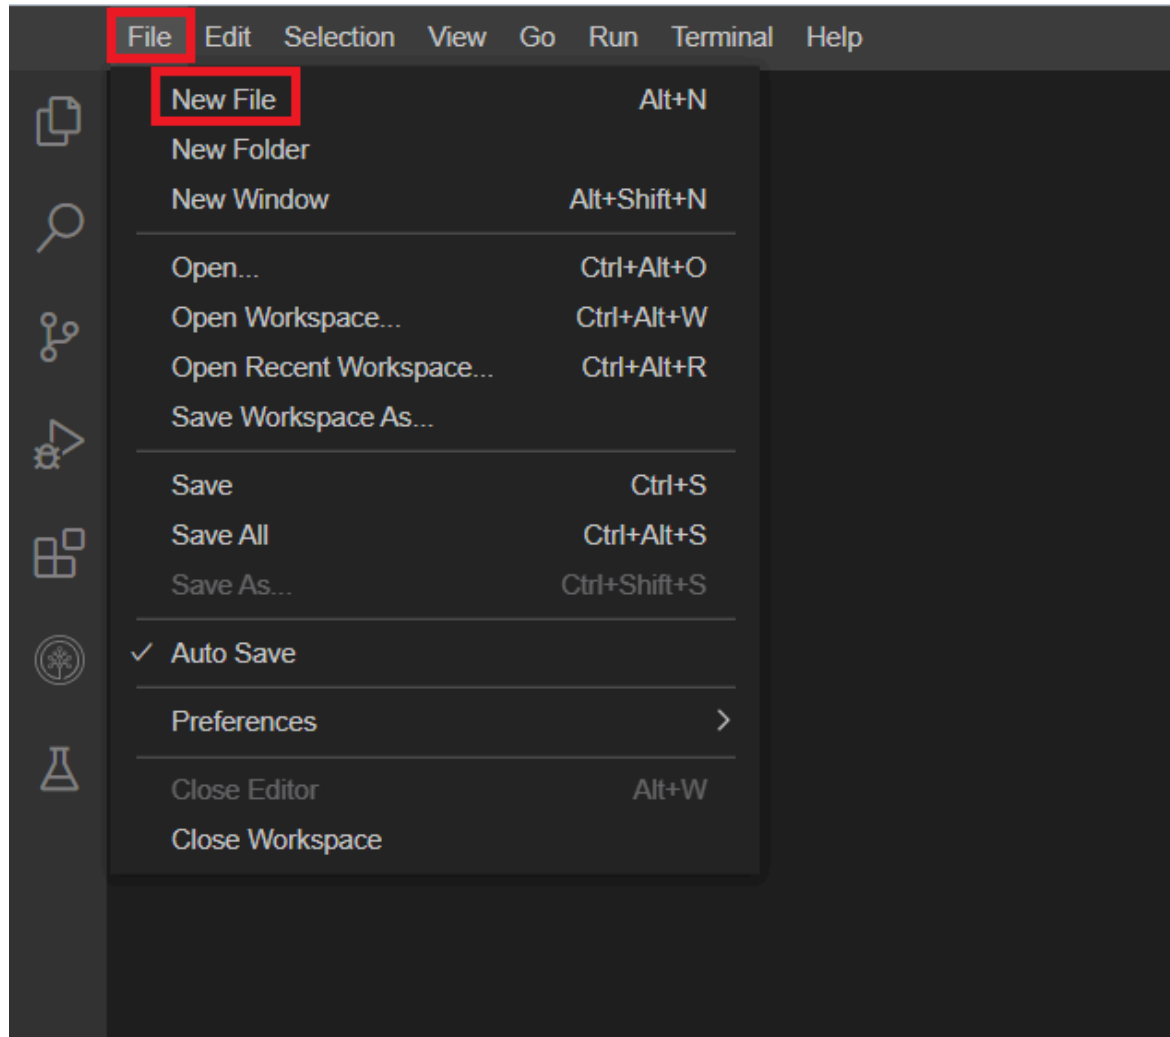 File Edit Selection View Go Run Terminal Help
New File Alt+N
New Folder
New Window Alt+Shift+N
Open... Ctrl+Alt+O
Open Workspace... Ctrl+Alt+W
Open Recent Workspace... Ctrl+Alt+R
Save Workspace As...
Save Ctrl+S
Save All Ctrl+Alt+S
Save As... Ctrl+Shift+S
Auto Save
Preferences
Close Editor Alt+W
Close Workspace